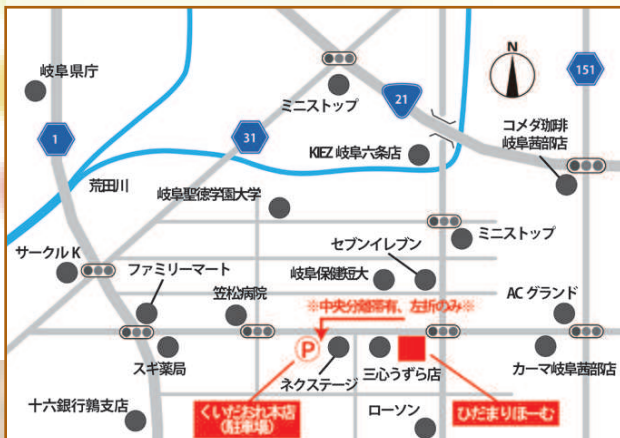 岐阜県庁
ミニストップ
N
151
21
1
31
コメダ珈琲
岐阜茜部店
KIEZ 岐阜六条店
荒田川
岐阜聖徳学園大学
ミニストップ
セブンイレブン
サークル K
ファミリーマート
岐阜保健短大
笠松病院
AC グランド
※中央分離帯有、左折のみ※
P
スギ薬局
ネクステージ
三心うずら店
カーマ岐阜茜部店
十六銀行鶉支店
くいだおれ本店
(駐車場)
ローソン
ひだまりほーむ